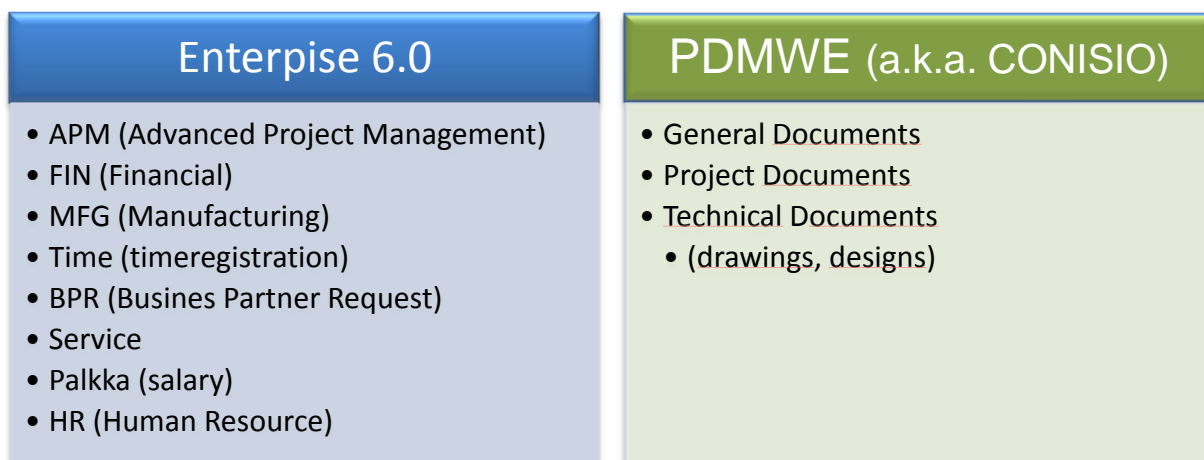 Enterpise 6.0
• APM (Advanced Project Management)
• FIN (Financial)
• MFG (Manufacturing)
• Time (timeregistration)
• BPR (Busines Partner Request)
• Service
• Palkka (salary)
• HR (Human Resource)
PDMWE (a.k.a. CONISIO)
• General Documents
• Project Documents
• Technical Documents
• (drawings, designs)